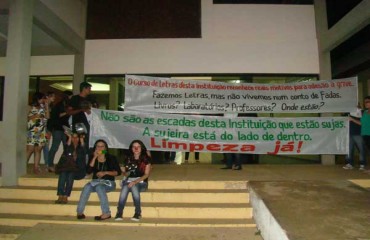 O curso de Letras desta Instituição
Fazemos Letras, mas não vivemos num conto de Fadas.
Livros? Laboratórios? Professores? Onde estão?
Não são as escadas desta Instituição que estão sujas.
A sujeira está do lado de dentro.
Limpeza já!